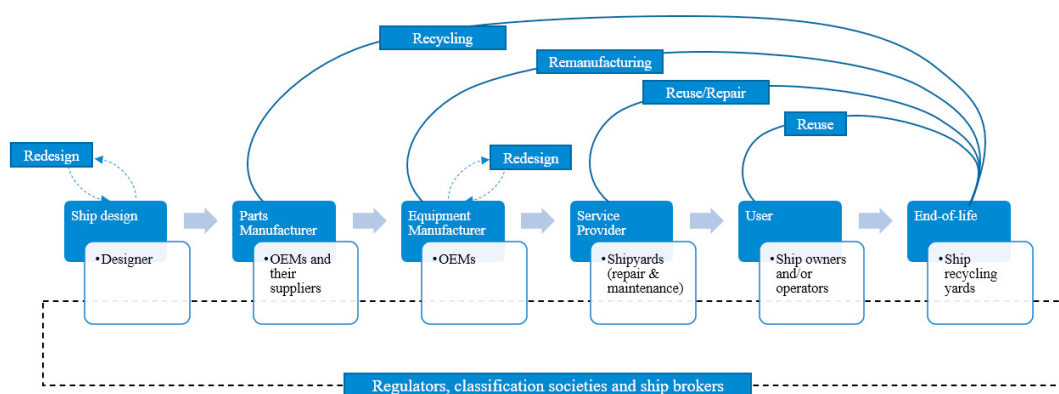 Recycling
Remanufacturing
Reuse/Repair
Reuse
Redesign
Redesign
Ship design
•Designer
Parts
Manufacturer
•OEMs and
their
suppliers
Equipment
Manufacturer
•OEMs
Service
Provider
•Shipyards
(repair &
maintenance)
User
•Ship owners
and/or
operators
End-of-life
•Ship
recycling
yards
Regulators, classification societies and ship brokers